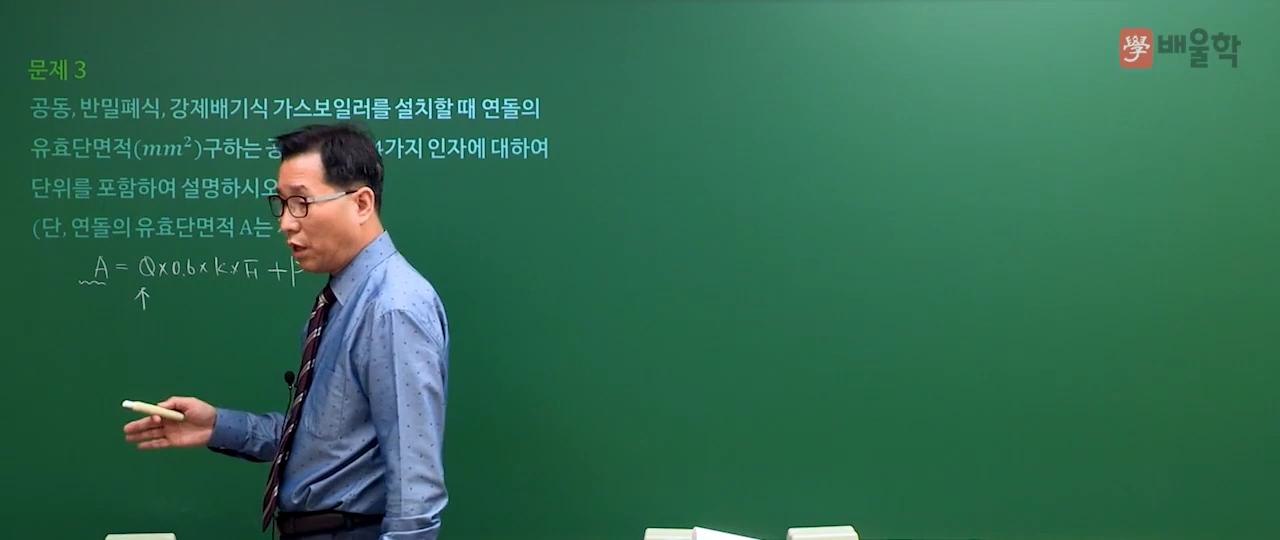 學 배울학
문제 3
공동, 반밀폐식, 강제배기식 가스보일러를 설치할 때 연돌의
유효단면적(mm²)구하는 4가지 인자에 대하여
단위를 포함하여 설명하시오
(단, 연돌의 유효단면적 A는
A = Q×0.6×K×F +